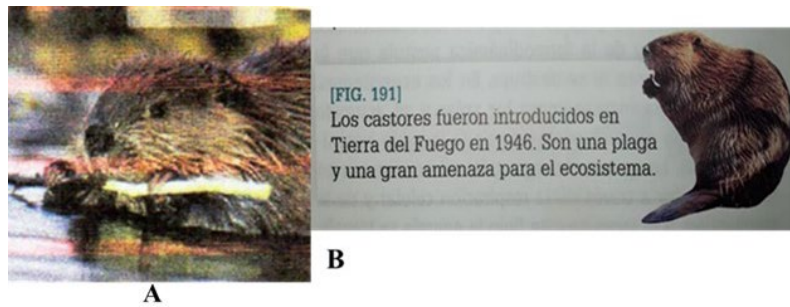 [FIG. 191]
Los castores fueron introducidos en
Tierra del Fuego en 1946. Son una plaga
y una gran amenaza para el ecosistema.
B
A